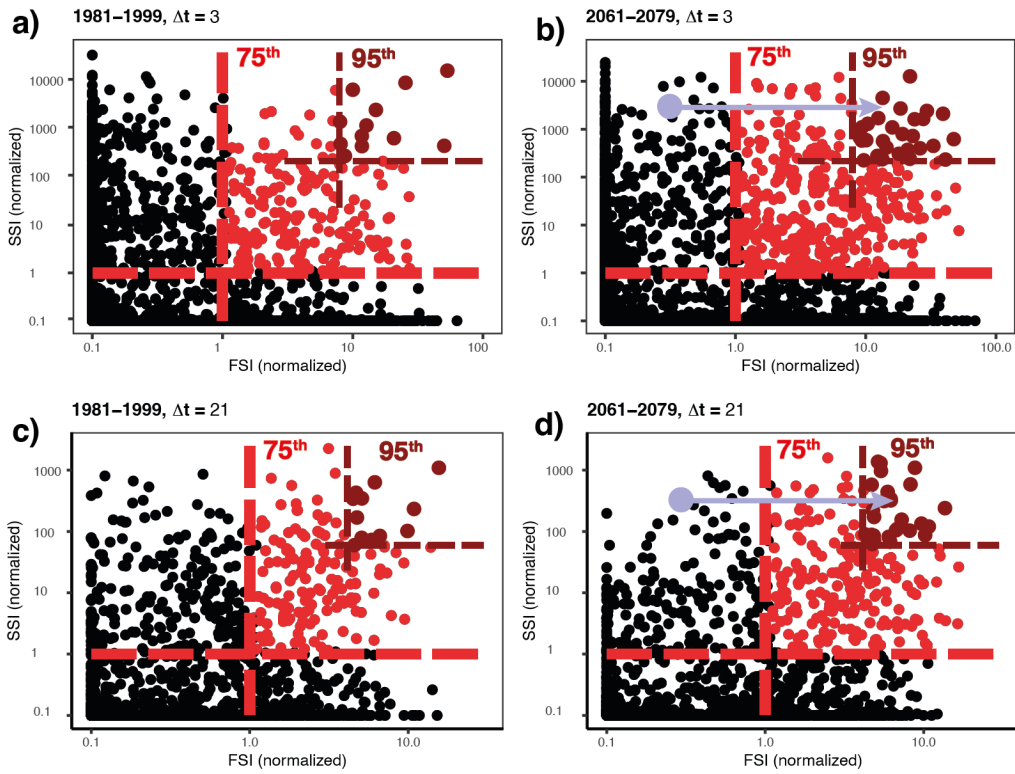 a)
1981–1999, Δt = 3
75th
95th
SSI (normalized)
10000
1000
100
10
1
0.1
0.1
1
10
100
FSI (normalized)
b)
2061–2079, Δt = 3
75th
95th
SSI (normalized)
10000
1000
100
10
1
0.1
0.1
1.0
10.0
100.0
FSI (normalized)
c)
1981–1999, Δt = 21
75th
95th
SSI (normalized)
1000
100
10
1
0.1
0.1
1.0
10.0
FSI (normalized)
d)
2061–2079, Δt = 21
75th
95th
SSI (normalized)
1000
100
10
1
0.1
0.1
1.0
10.0
FSI (normalized)